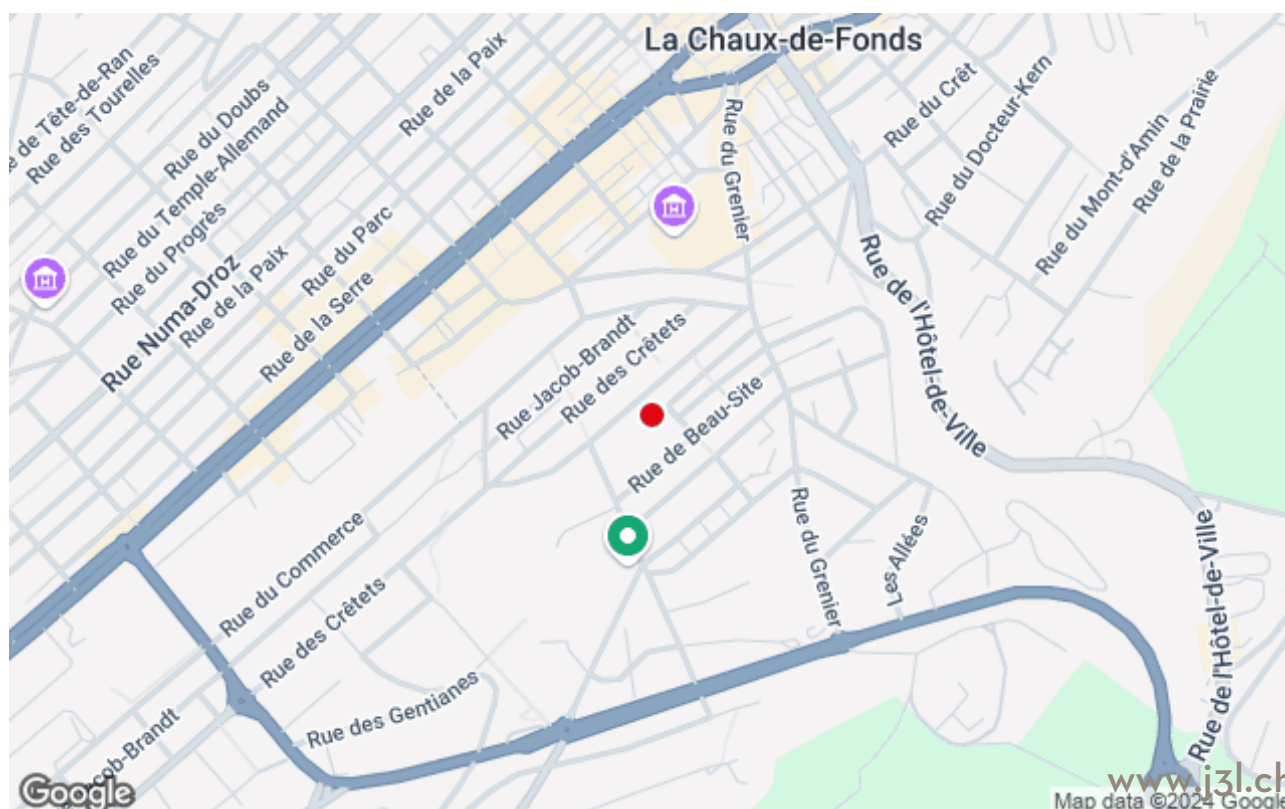 La Chaux-de-Fonds
Rue de la Paix
Rue du Doubs
de Tête-de-Ran
Rue des Tourelles
Rue du Temple-Allemand
Rue du Progrès
Rue Numa-Droz
Rue de la Paix
Rue du Parc
Rue de la Serre
Rue du Grenier
Rue du Crêt
Rue du Docteur-Kern
Rue du Mont-d'Amin
Rue de la Prairie
Rue de l'Hôtel-de-Ville
Rue Jacob-Brandt
Rue des Crêtets
Rue de Beau-Site
Rue du Commerce
Rue des Crêtets
Rue du Grenier
Les Allées
Rue de l'Hôtel-de-Ville
Rue des Gentianes
Jacob-Brandt
Google
www.j3l.ch
Map data ©2024 Google